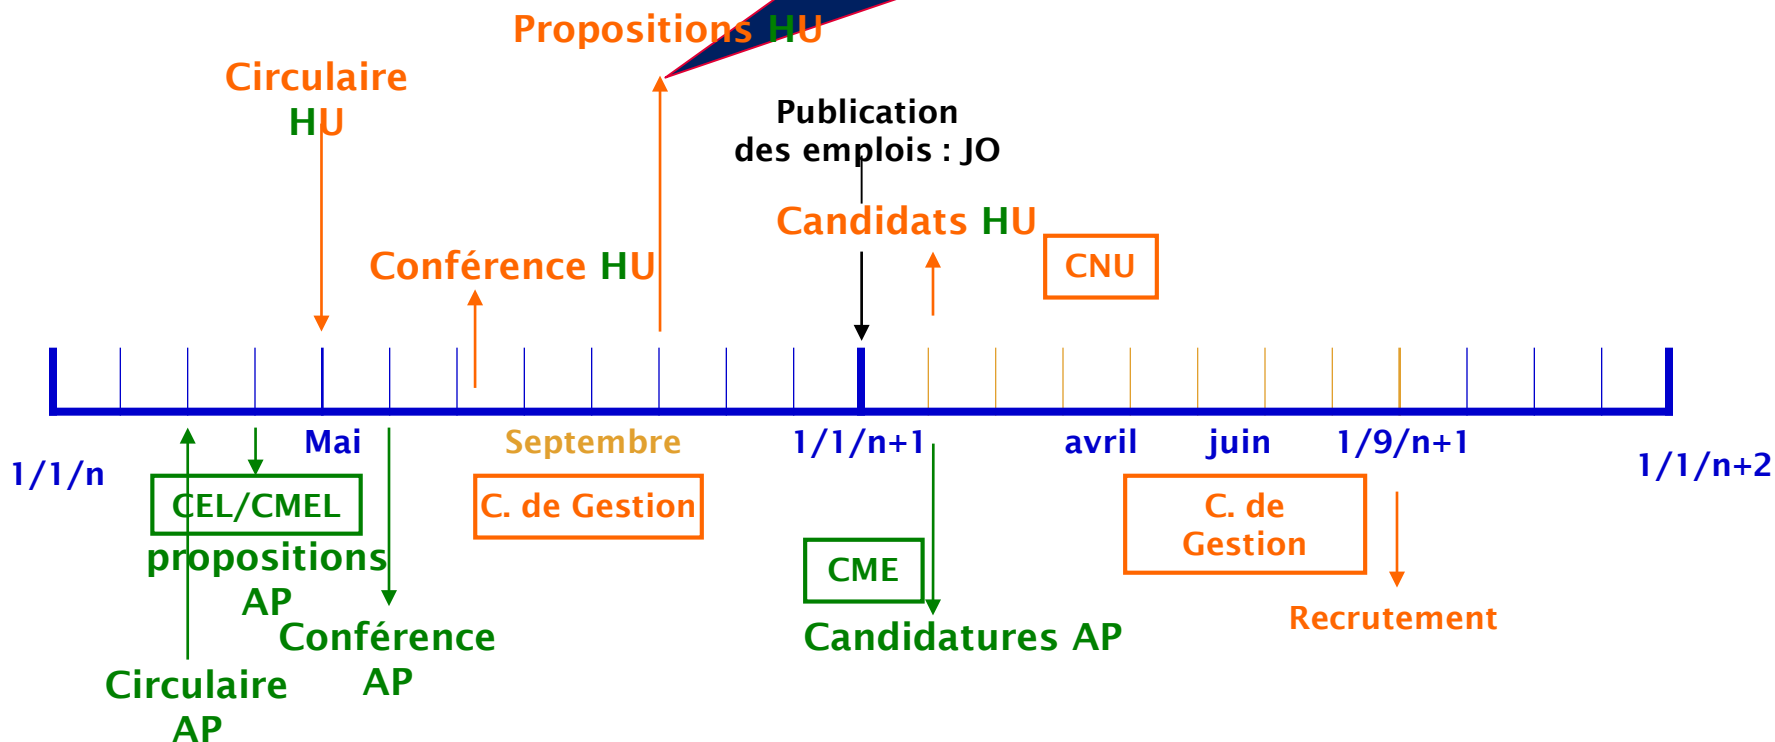 Propositions HU
Circulaire
HU
Publication
des emplois : JO
Candidats HU
Conférence HU
CNU
Mai
Septembre
1/1/n+1
avril
juin
1/9/n+1
1/1/n
1/1/n+2
CEL/CMEL
C. de Gestion
C. de
Gestion
propositions
AP
CME
Conférence
AP
Candidatures AP
Recrutement
Circulaire
AP